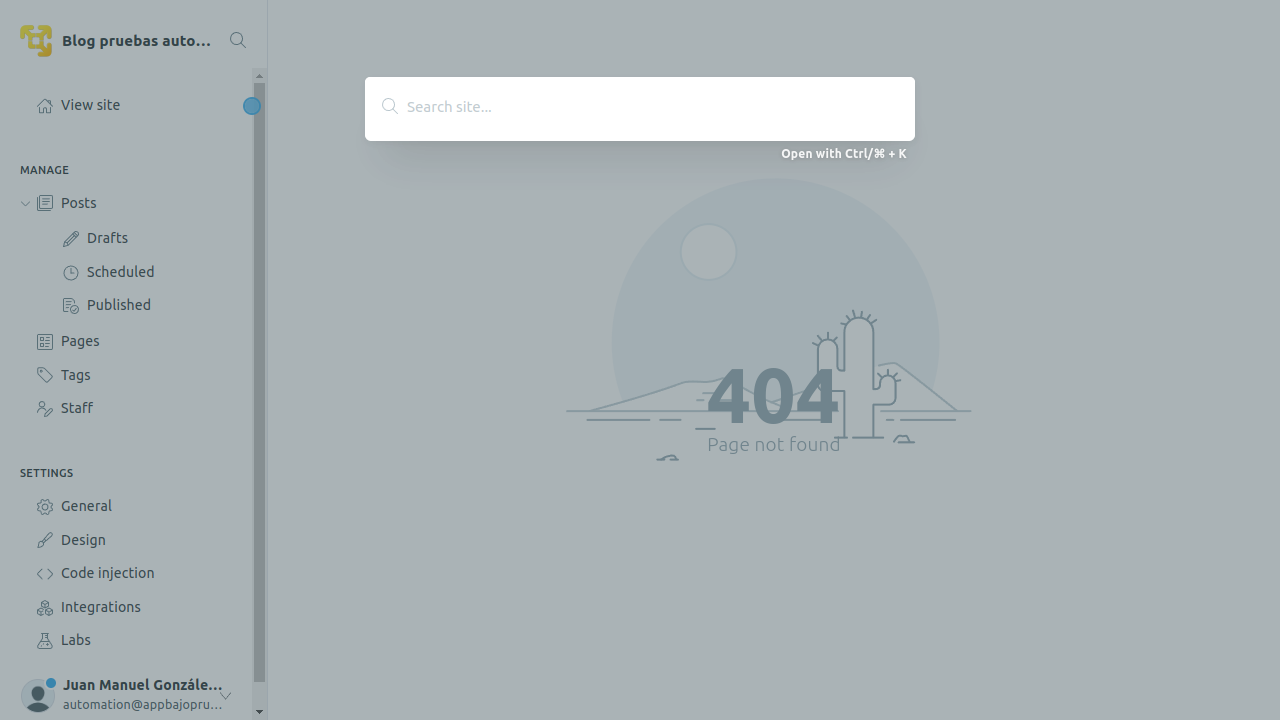 Blog pruebas auto…
View site
MANAGE
Posts
Drafts
Scheduled
Published
Pages
Tags
Staff
SETTINGS
General
Design
Code injection
Integrations
Labs
Juan Manuel Gonzále…
automation@appbajopru…
Search site...
Open with Ctrl/⌘ + K
404
Page not found